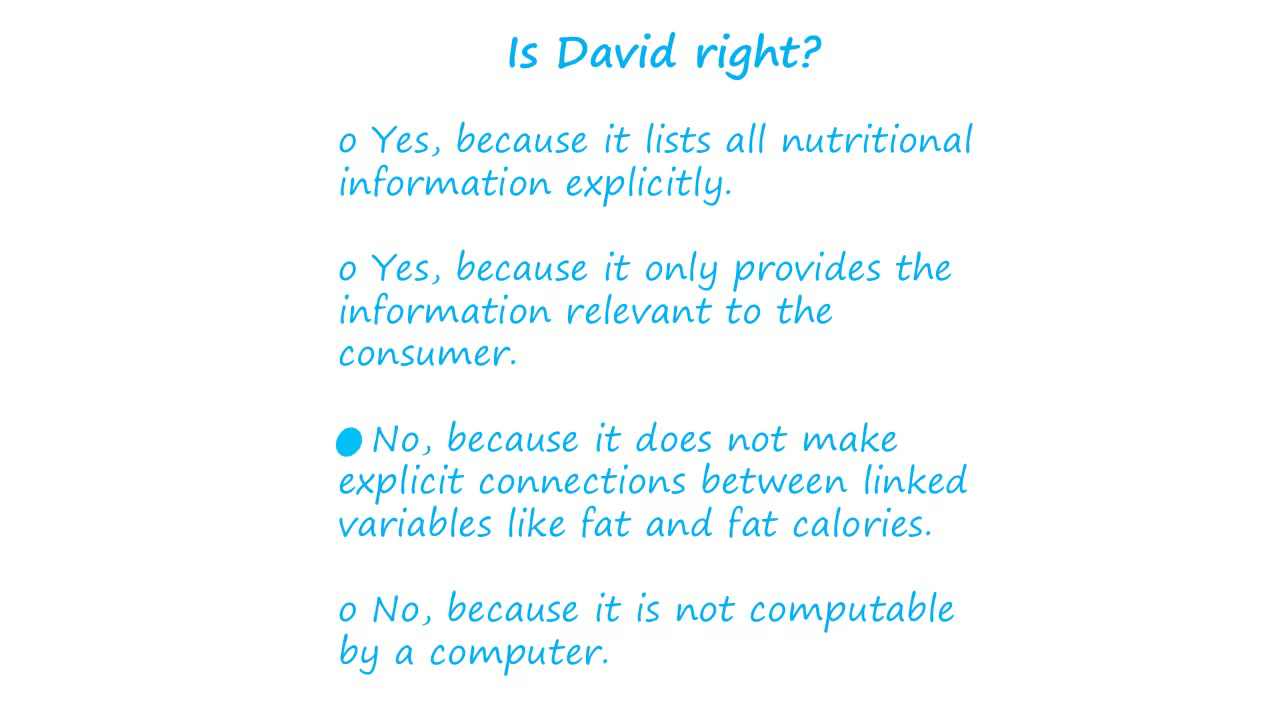 Is David right?
o Yes, because it lists all nutritional
information explicitly.
o Yes, because it only provides the
information relevant to the
consumer.
No, because it does not make
explicit connections between linked
variables like fat and fat calories.
o No, because it is not computable
by a computer.